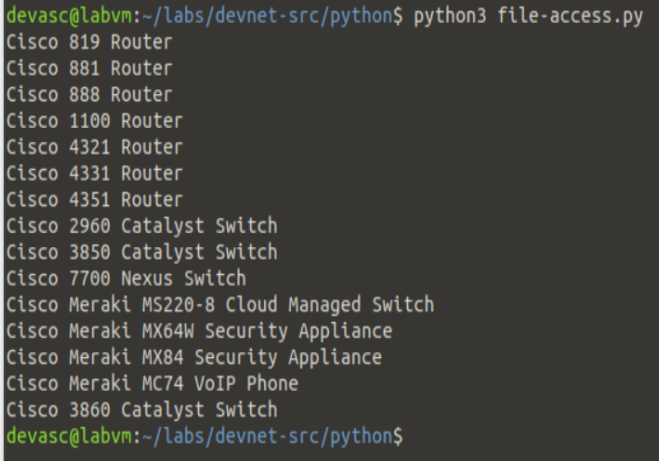 devasc@labvm:~/labs/devnet-src/python$ python3 file-access.py
Cisco 819 Router
Cisco 881 Router
Cisco 888 Router
Cisco 1100 Router
Cisco 4321 Router
Cisco 4331 Router
Cisco 4351 Router
Cisco 2960 Catalyst Switch
Cisco 3850 Catalyst Switch
Cisco 7700 Nexus Switch
Cisco Meraki MS220-8 Cloud Managed Switch
Cisco Meraki MX64W Security Appliance
Cisco Meraki MX84 Security Appliance
Cisco Meraki MC74 VoIP Phone
Cisco 3860 Catalyst Switch
devasc@labvm:~/labs/devnet-src/python$